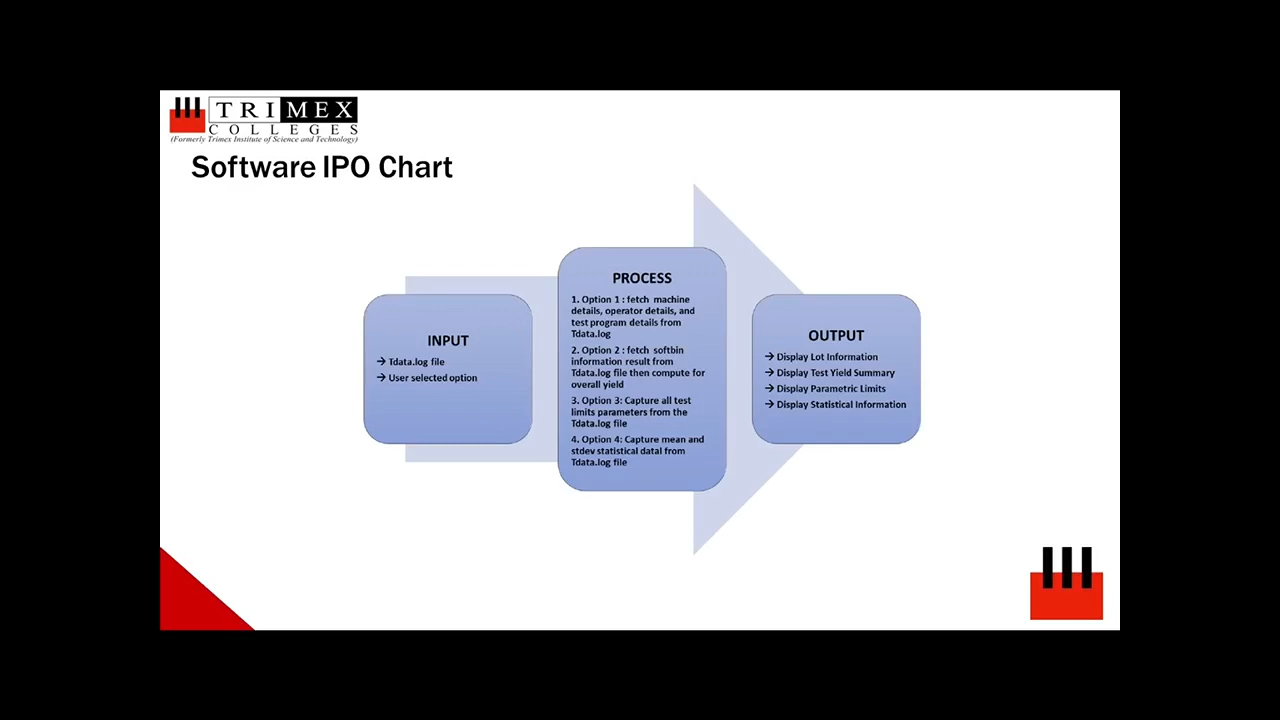 TRIMEX
COLLEGES
(Formerly Trimex Institute of Science and Technology)
Software IPO Chart
INPUT
→ Tdata.log file
→ User selected option
PROCESS
1. Option 1 : fetch machine
details, operator details, and
test program details from
Tdata.log
2. Option 2 : fetch softbin
information result from
Tdata.log file then compute for
overall yield
3. Option 3: Capture all test
limits parameters from the
Tdata.log file
4. Option 4: Capture mean and
stdev statistical datal from
Tdata.log file
OUTPUT
→ Display Lot Information
→ Display Test Yield Summary
→ Display Parametric Limits
→ Display Statistical Information